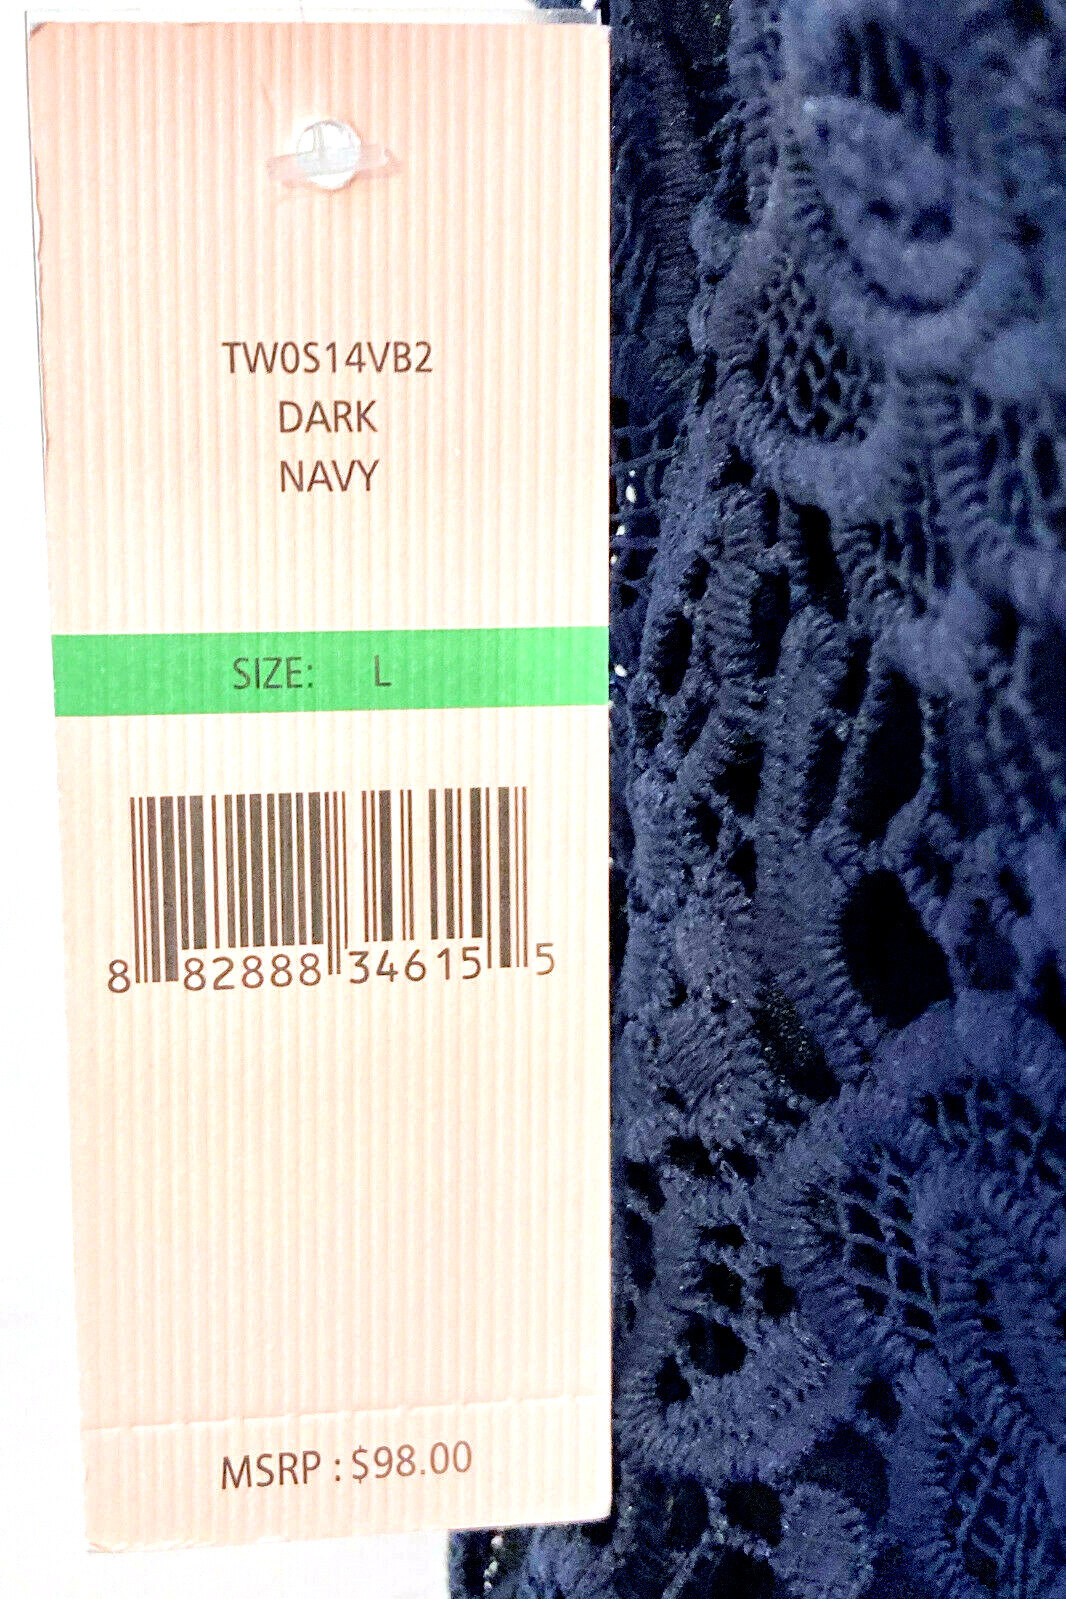 TW0S14VB2
DARK
NAVY
SIZE: L
8 82888 34615 5
MSRP : $98.00